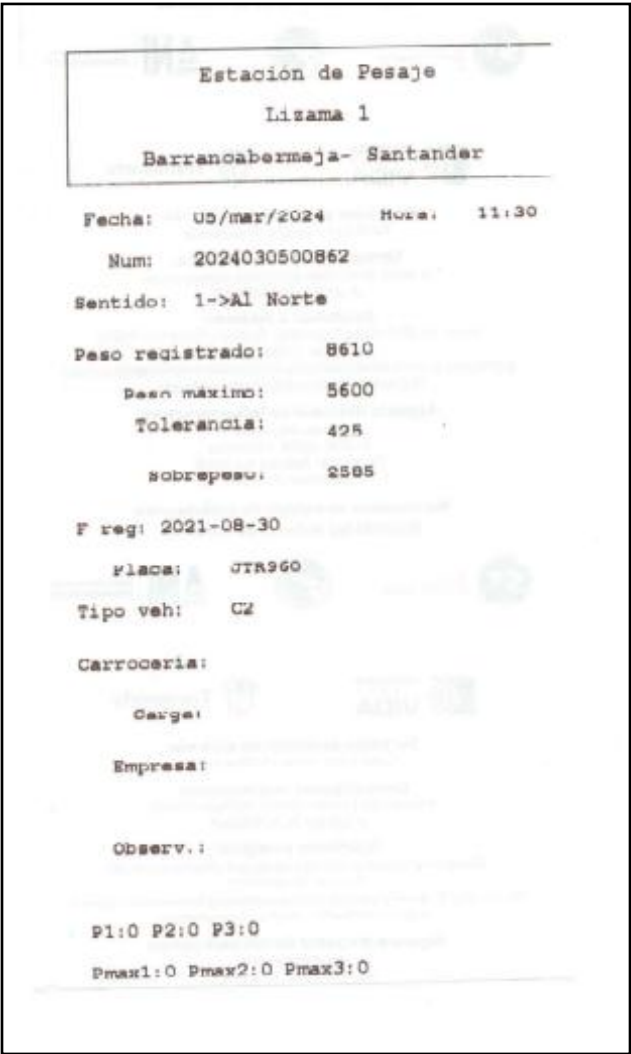 Estación de Pesaje
Lizama 1
Barrancabermeja- Santander
Fecha: 05/mar/2024 Hora: 11:30
Num: 2024030500862
Sentido: 1->Al Norte
Peso registrado: 8610
Peso máximo: 5600
Tolerancia: 425
Sobrepeso: 2585
F reg: 2021-08-30
Placa: JTR960
Tipo veh: C2
Carroceria:
Carga:
Empresa:
Observ.:
P1:0 P2:0 P3:0
Pmax1:0 Pmax2:0 Pmax3:0